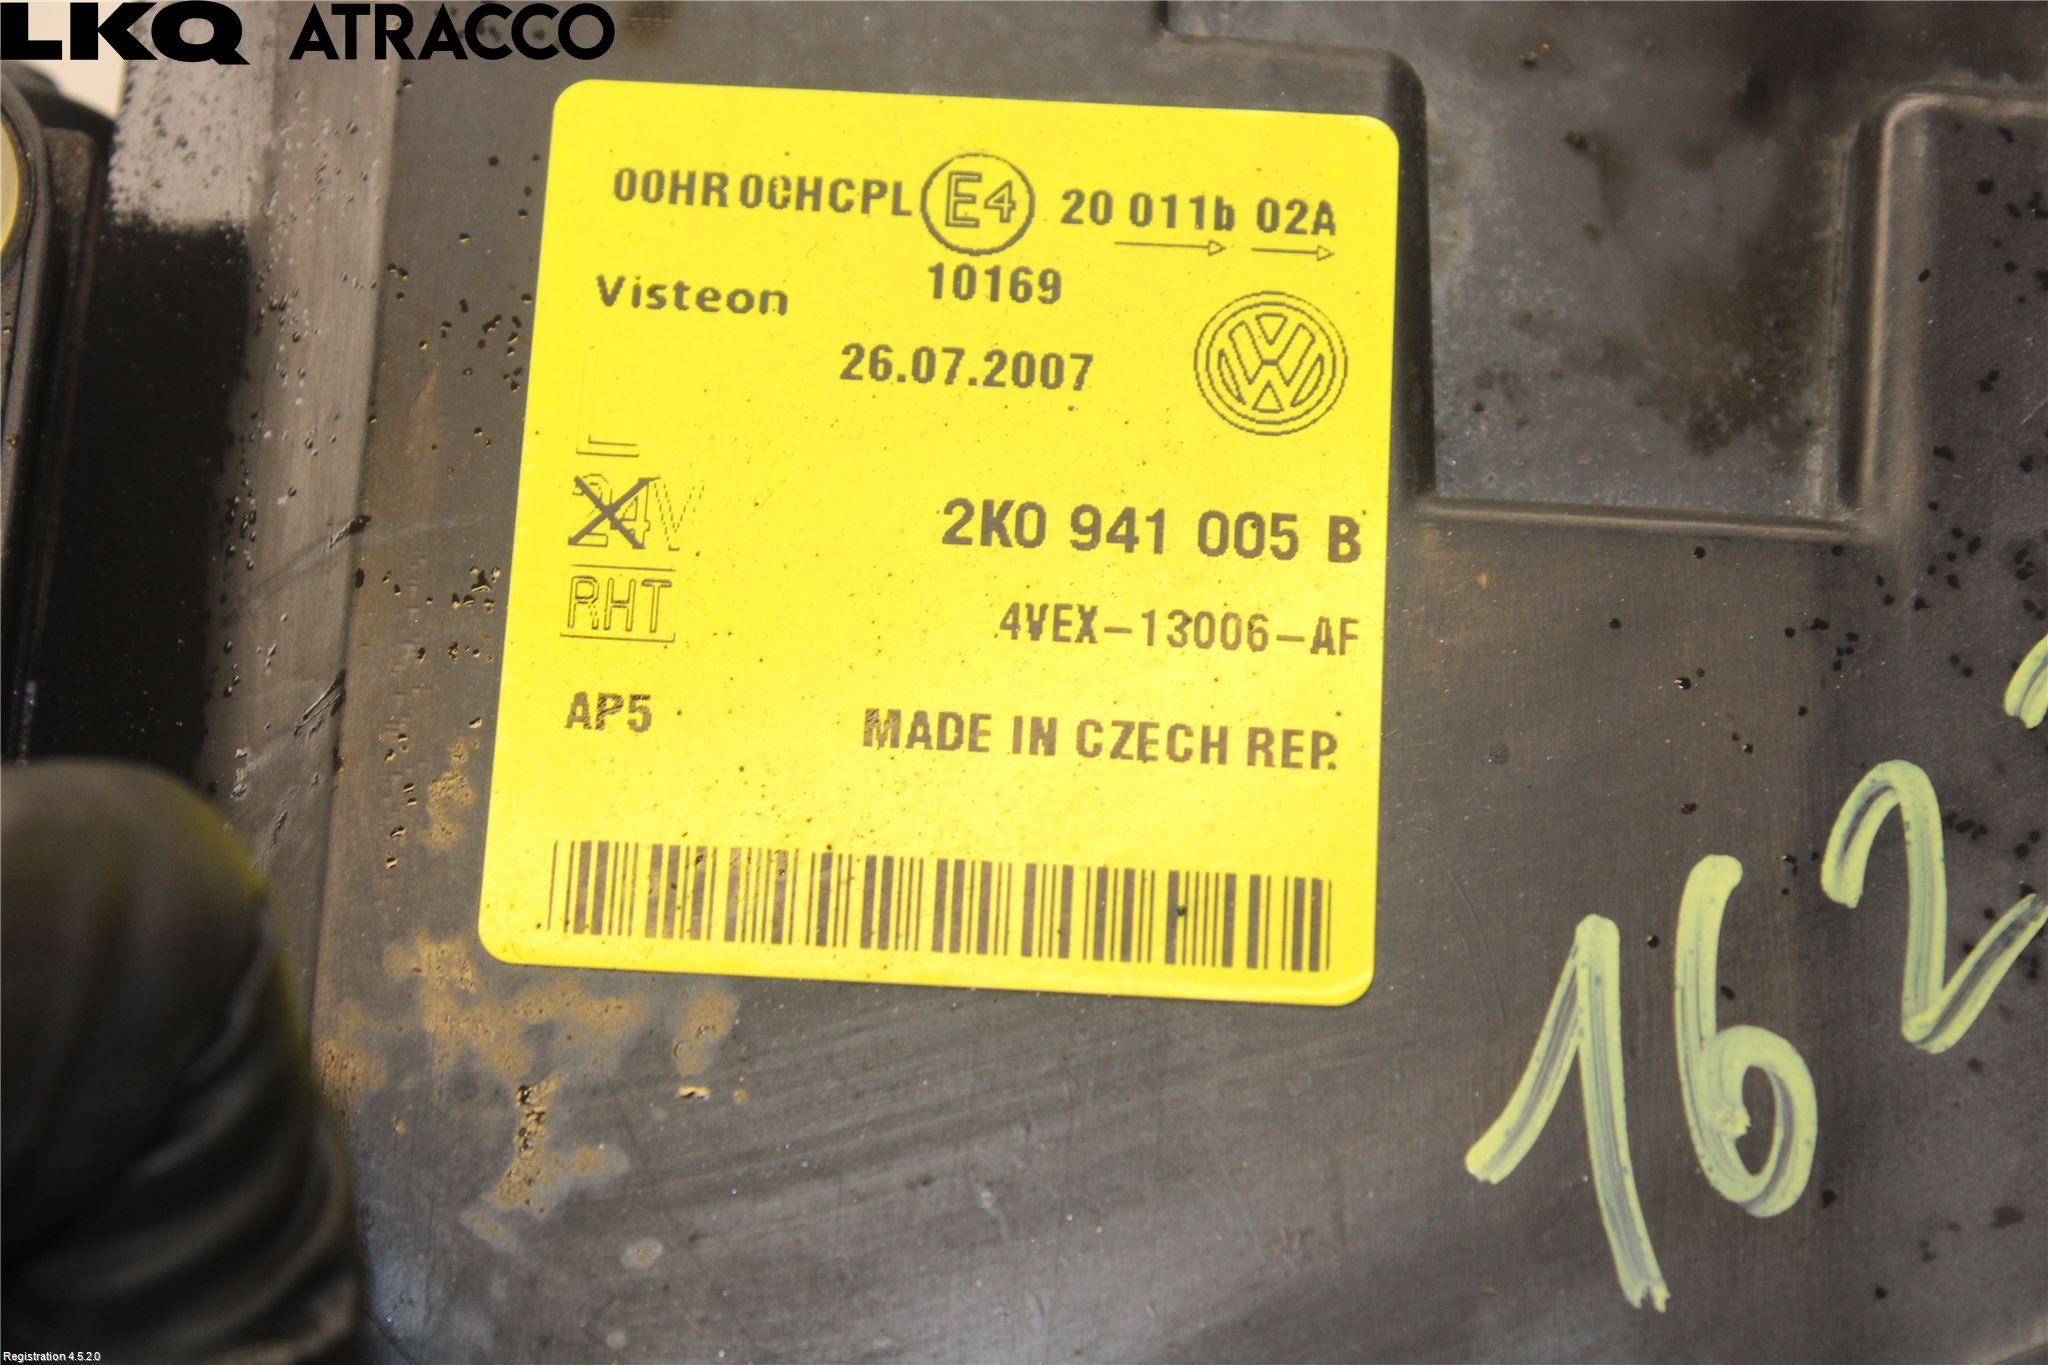 LKQ ATRACCO
00HR 0CHCPL E4 20 011b 02A
Visteon 10169
26.07.2007
L
24V
2K0 941 005 B
RHT
4VEX-13006-AF
AP5
MADE IN CZECH REP.
162
Registration 4.5.2.0